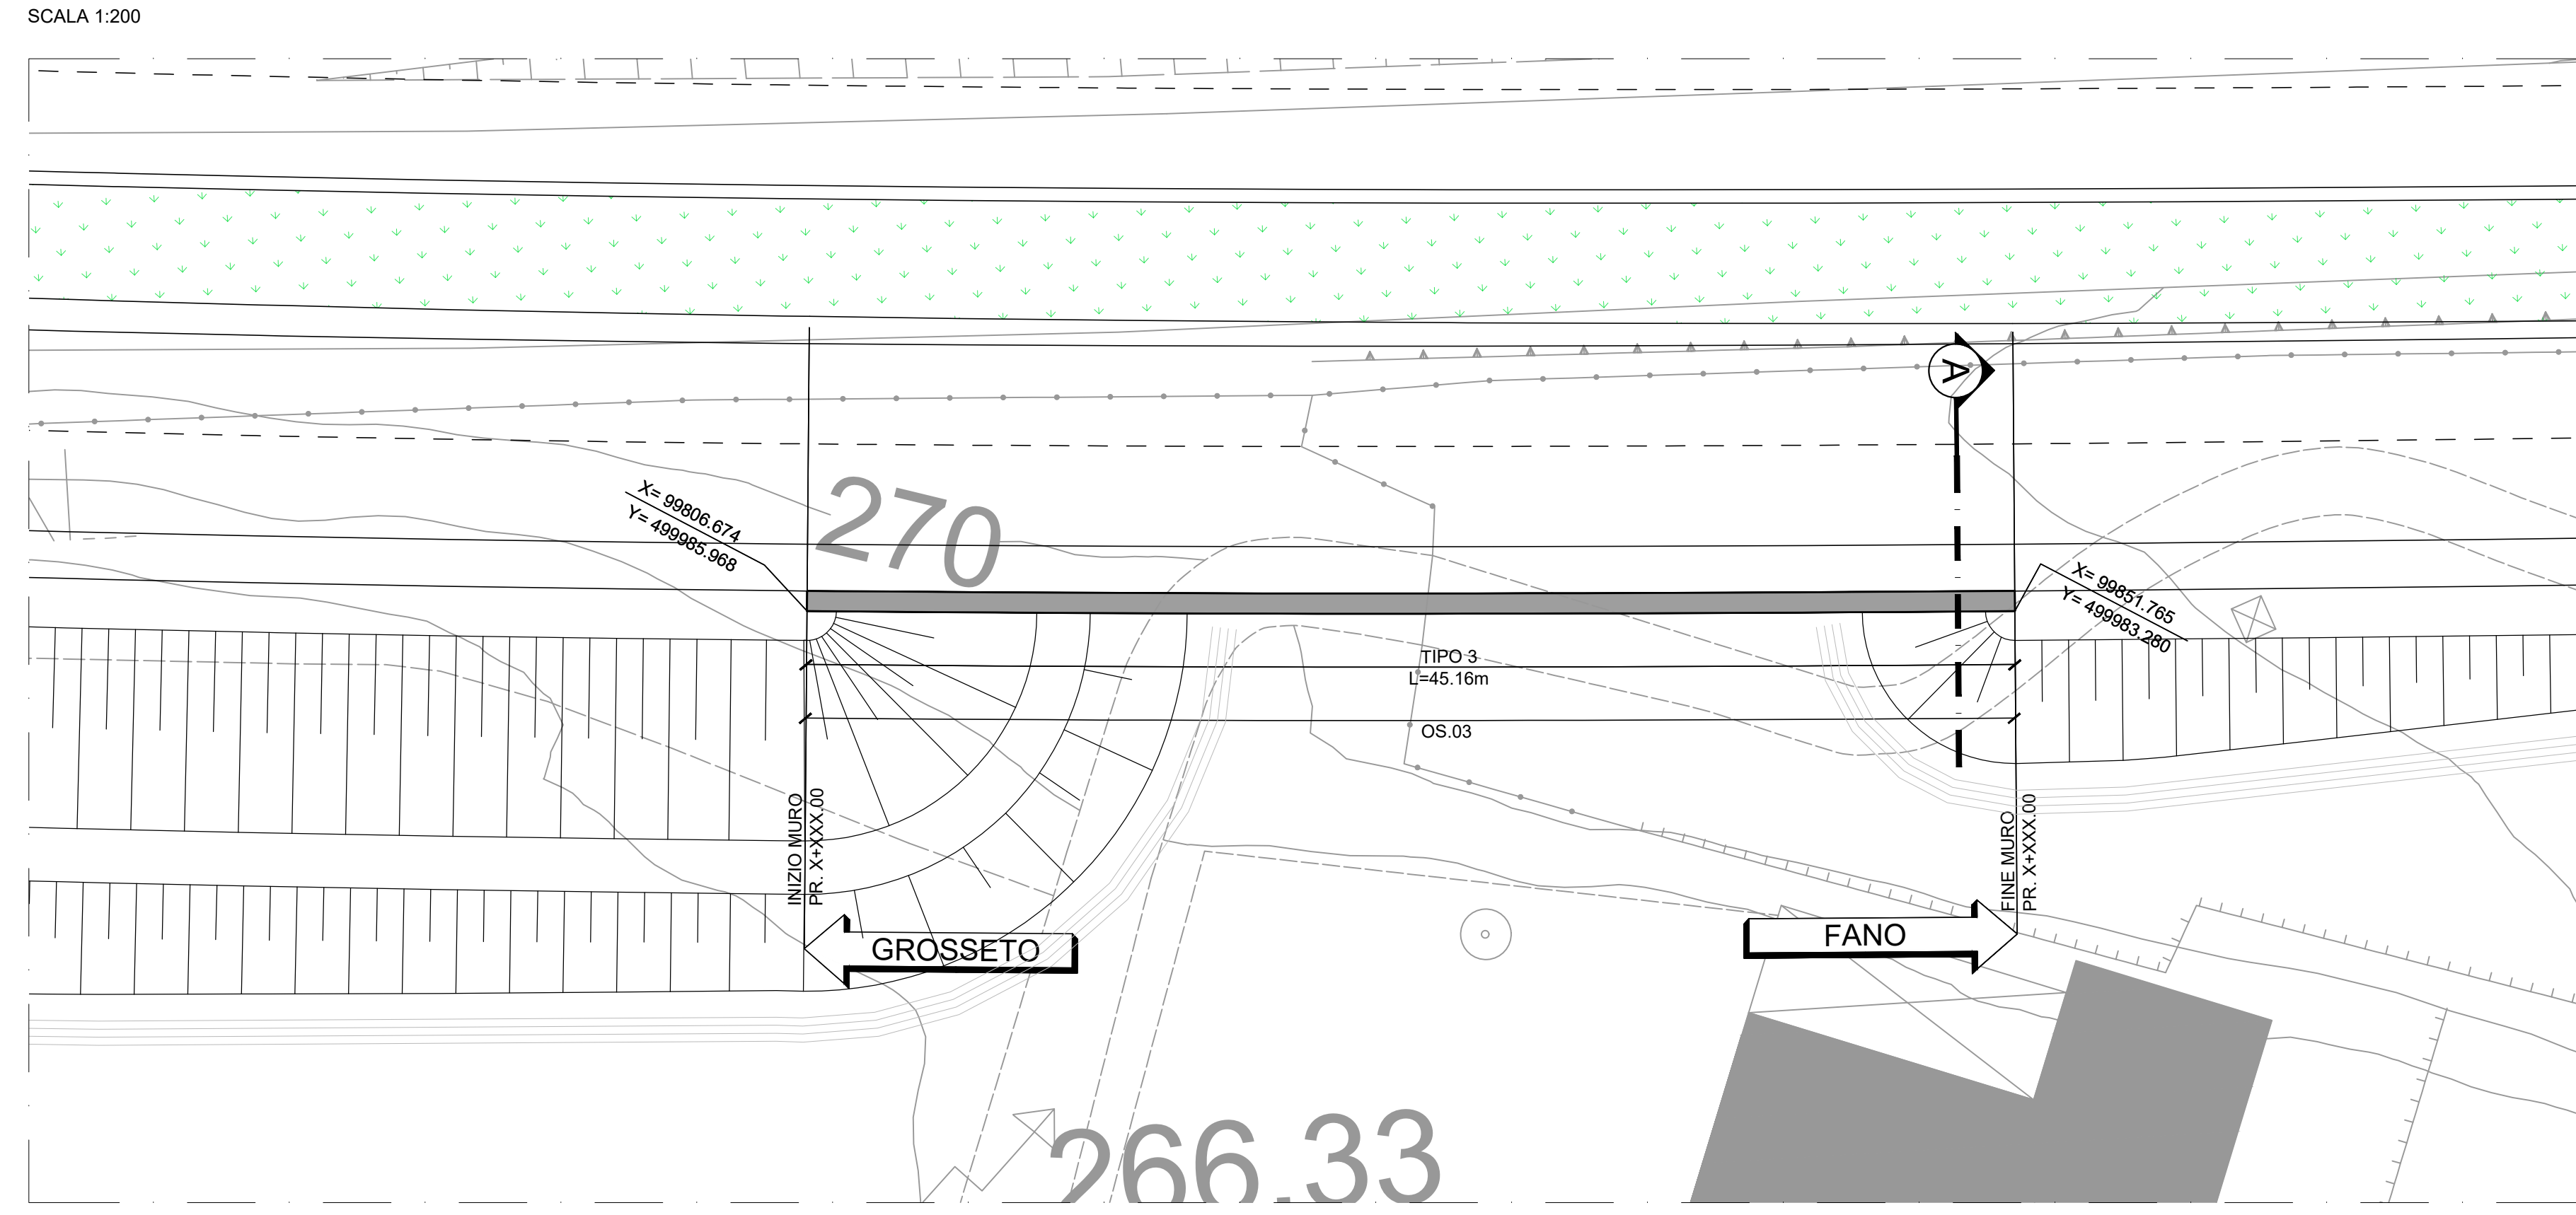 SCALA 1:200
A
270
X= 99806.674
Y= 499985.968
X= 99851.765
Y= 499983.280
TIPO 3
L=45.16m
OS.03
INIZIO MURO
PR. X+XXX.00
FINE MURO
PR. X+XXX.00
GROSSETO
FANO
266.33